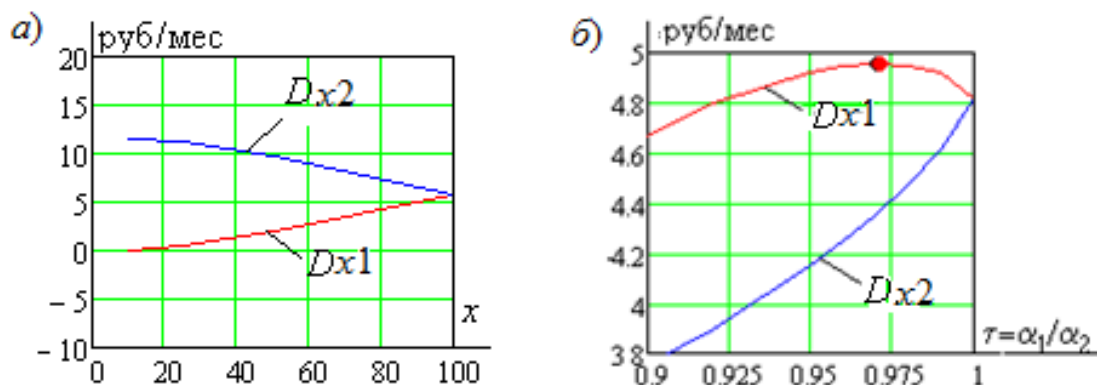 а)
руб/мес
20
15
10
5
0
– 5
– 10
Dx2
Dx1
x
0 20 40 60 80 100
б)
руб/мес
5
4.8
4.6
4.4
4.2
4
3.8
Dx1
Dx2
τ=α₁/α₂
0.9 0.925 0.95 0.975 1